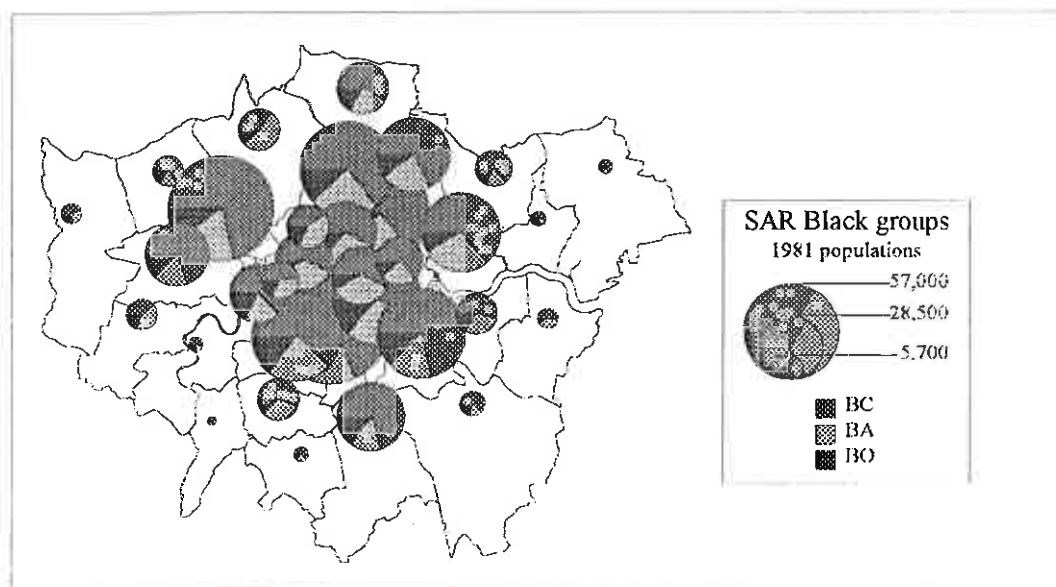 SAR Black groups
1981 populations
57,000
28,500
5,700
BC
BA
BO